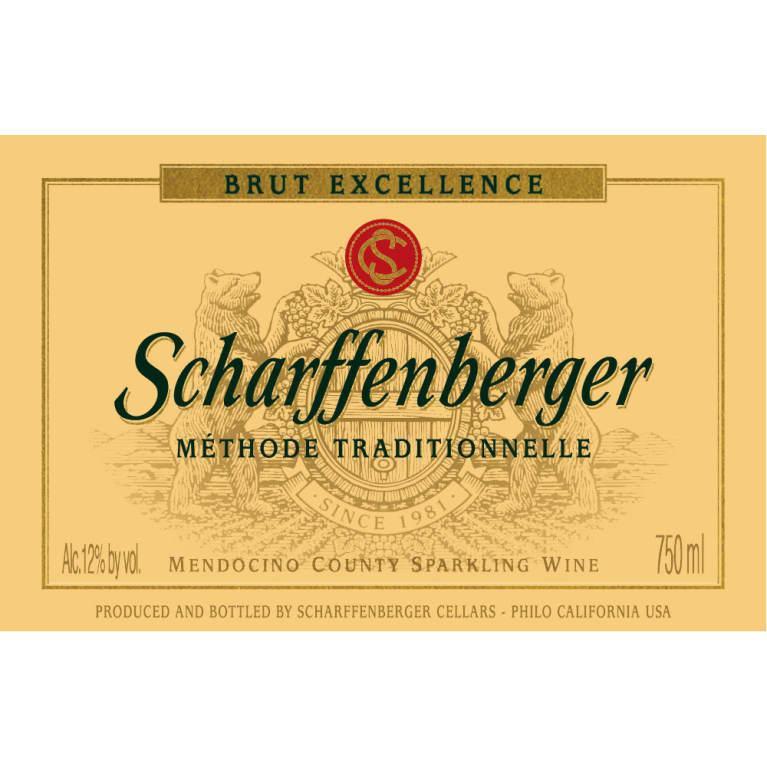 BRUT EXCELLENCE
CS
Scharffenberger
MÉTHODE TRADITIONNELLE
· SINCE 1981 ·
Alc.12% by vol.
MENDOCINO COUNTY SPARKLING WINE
750 ml
PRODUCED AND BOTTLED BY SCHARFFENBERGER CELLARS - PHILO CALIFORNIA USA